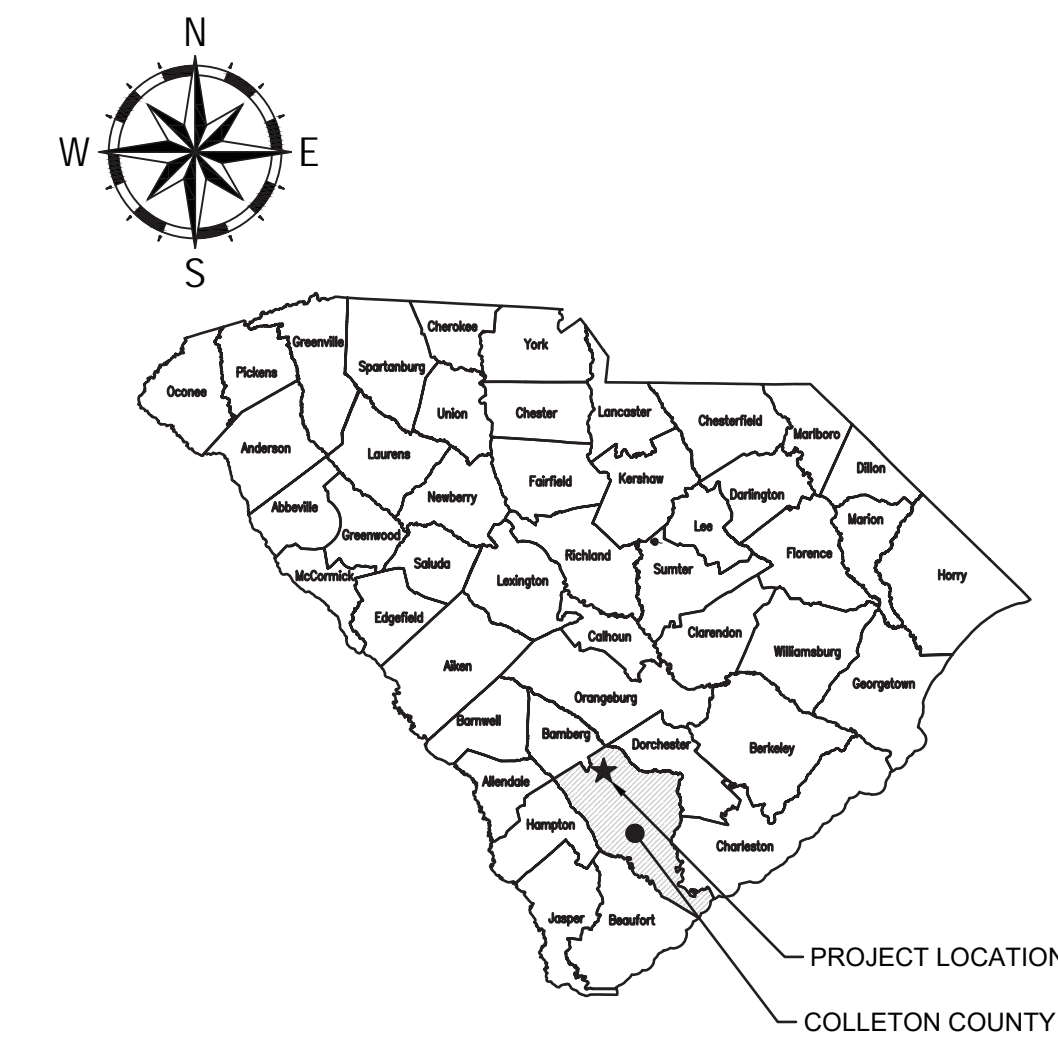 N
W
E
S
Cherokee
York
Greenville
Spartanburg
Pickens
Oconee
Union
Chester
Lancaster
Chesterfield
Marlboro
Anderson
Laurens
Dillon
Fairfield
Kershaw
Newberry
Darlington
Abbeville
Lee
Marion
Greenwood
Richland
Florence
Saluda
Sumter
McCormick
Lexington
Horry
Edgefield
Calhoun
Clarendon
Williamsburg
Aiken
Georgetown
Orangeburg
Barnwell
Bamberg
Dorchester
Berkeley
Allendale
Hampton
Charleston
Jasper
Beaufort
PROJECT LOCATION
COLLETON COUNTY